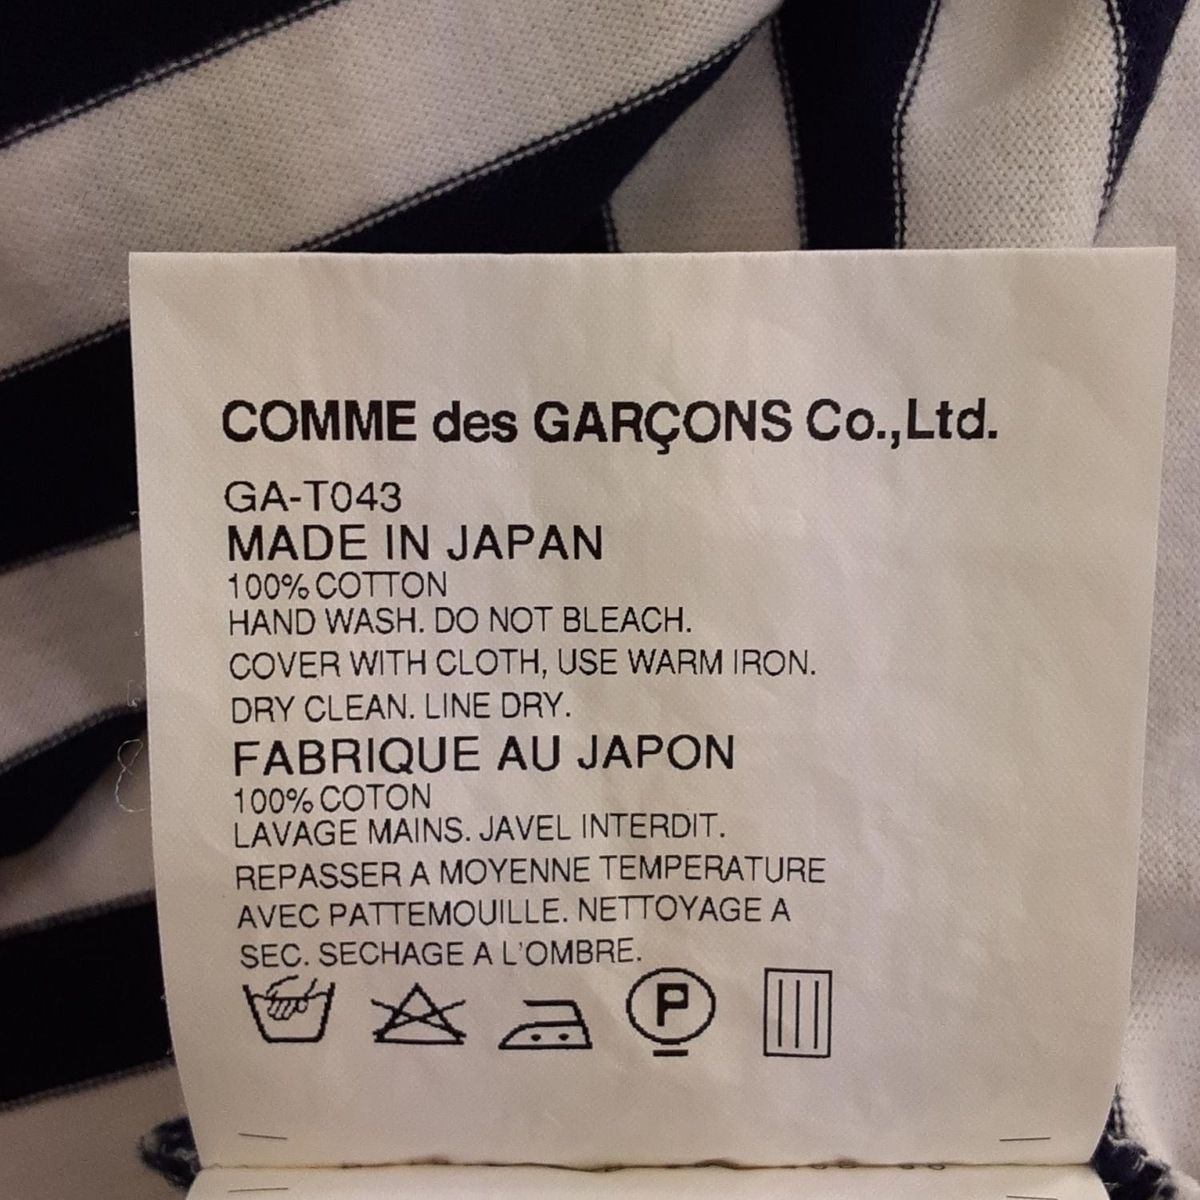 COMME des GARÇONS Co.,Ltd.
GA-T043
MADE IN JAPAN
100% COTTON
HAND WASH. DO NOT BLEACH.
COVER WITH CLOTH, USE WARM IRON.
DRY CLEAN. LINE DRY.
FABRIQUE AU JAPON
100% COTON
LAVAGE MAINS. JAVEL INTERDIT.
REPASSER A MOYENNE TEMPERATURE
AVEC PATTEMOUILLE. NETTOYAGE A
SEC. SECHAGE A L'OMBRE.
P